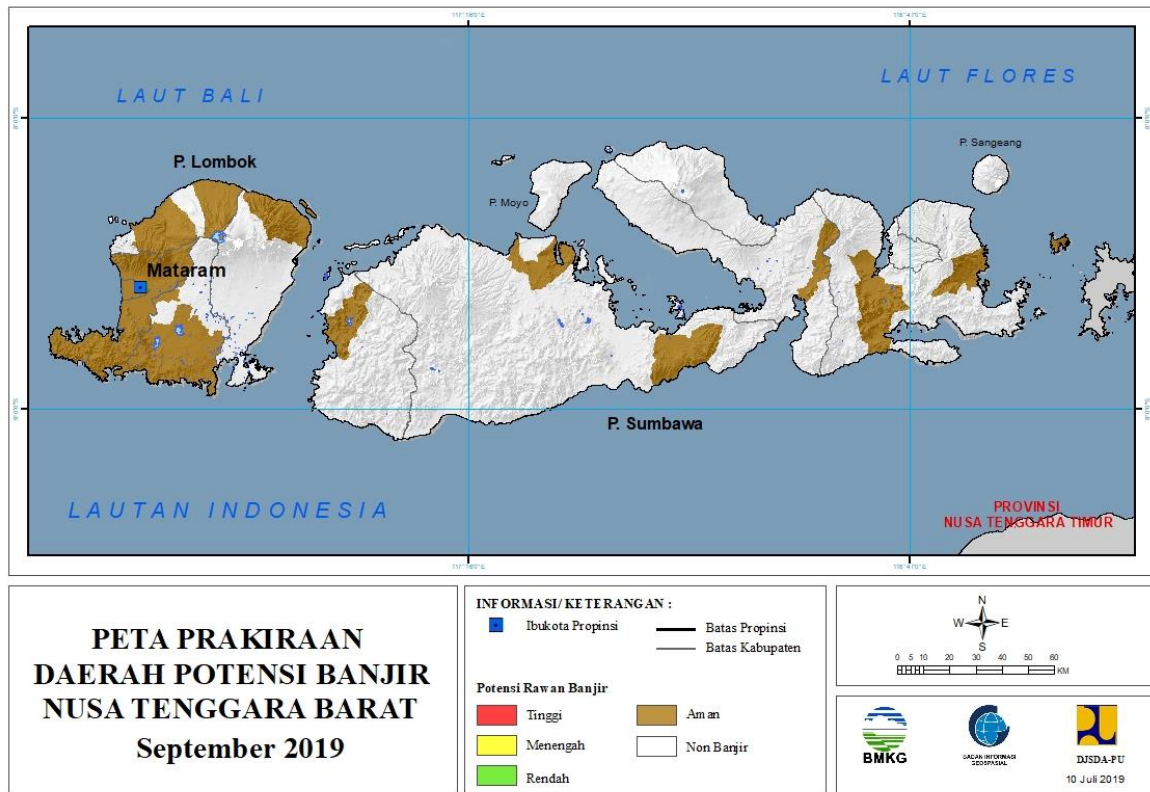 LAUT BALI
LAUT FLORES
P. Lombok
P. Sangeang
P. Moyo
Mataram
P. Sumbawa
LAUTAN INDONESIA
PROVINSI
NUSA TENGGARA TIMUR
PETA PRAKIRAAN
DAERAH POTENSI BANJIR
NUSA TENGGARA BARAT
September 2019
INFORMASI/ KETERANGAN :
Ibukota Propinsi
Batas Propinsi
Batas Kabupaten
Potensi Rawan Banjir
Tinggi
Aman
Menengah
Non Banjir
Rendah
N
W E
S
0 5 10 20 30 40 50 60
KM
BMKG
BADAN INFORMASI
GEOSPASIAL
DJSDA-PU
10 Juli 2019